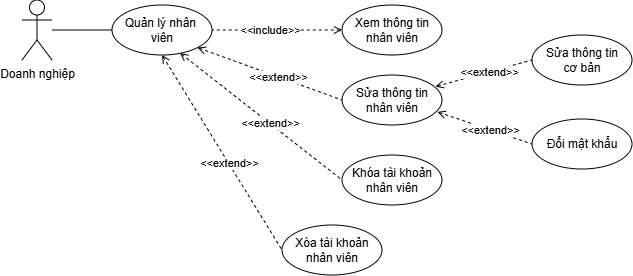 Doanh nghiệp
Quản lý nhân
viên
<<include>>
Xem thông tin
nhân viên
<<extend>>
Sửa thông tin
nhân viên
<<extend>>
Sửa thông tin
cơ bản
<<extend>>
Đổi mật khẩu
<<extend>>
Khóa tài khoản
nhân viên
<<extend>>
Xóa tài khoản
nhân viên